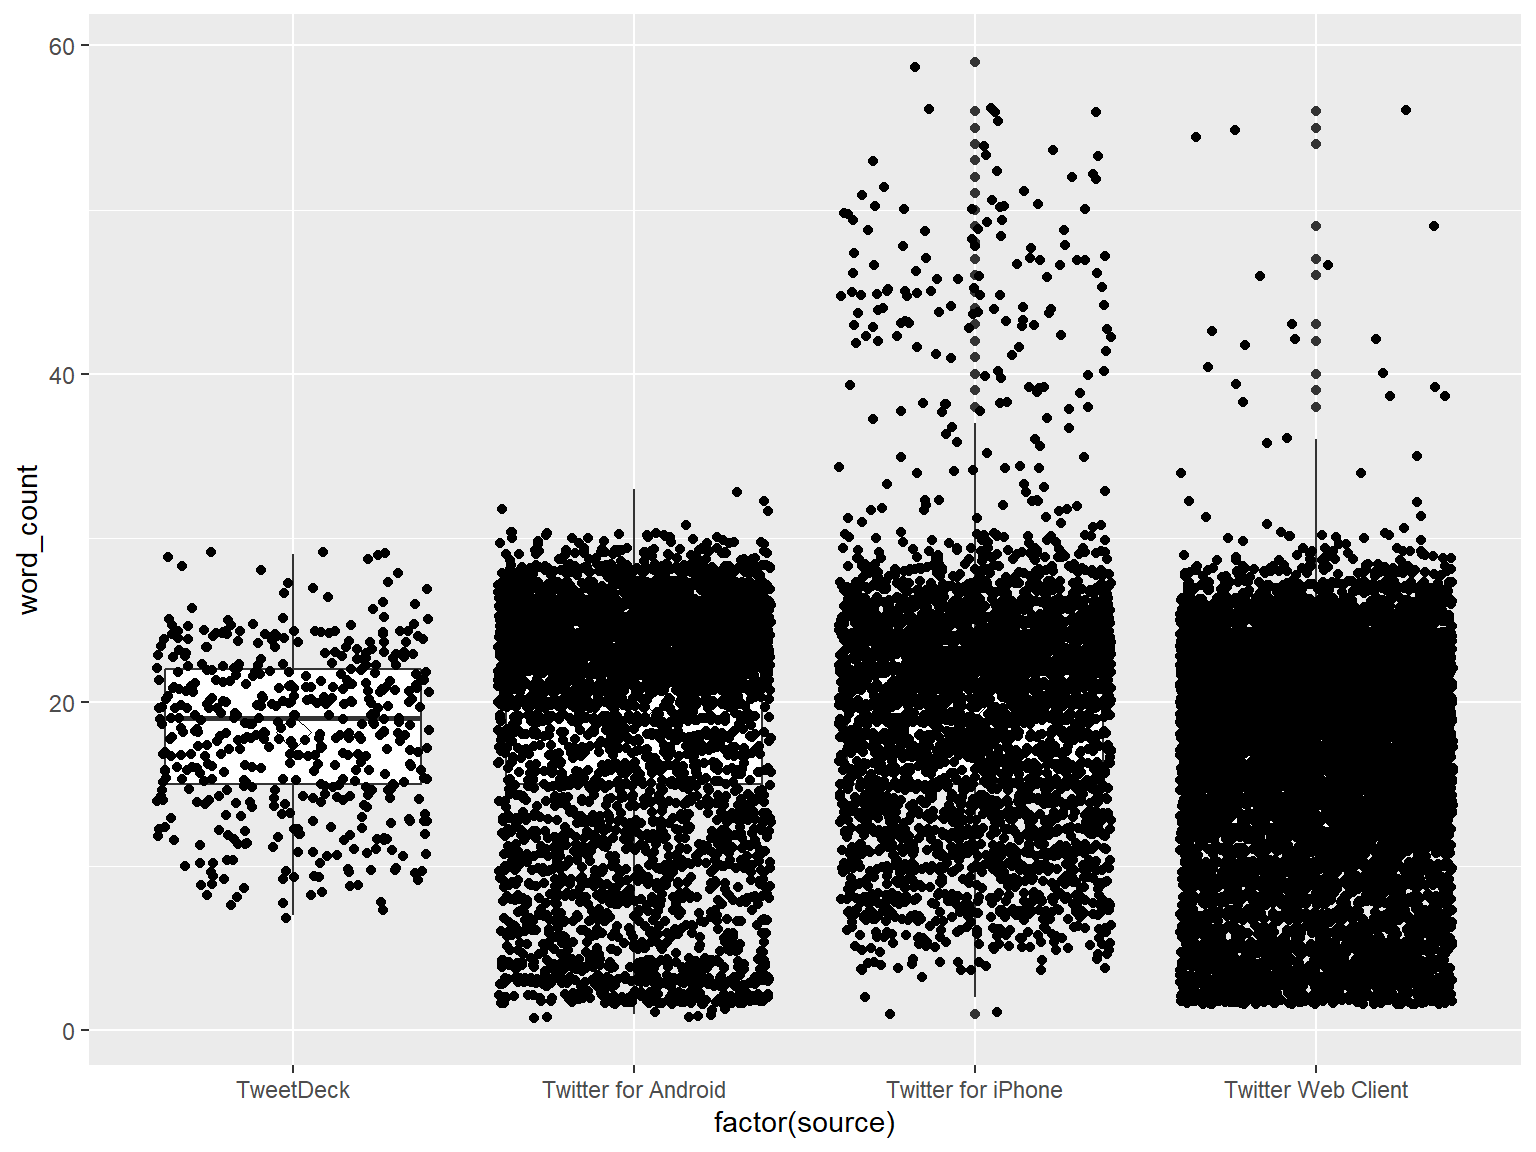 60
40
20
0
word_count
TweetDeck
Twitter for Android
Twitter for iPhone
Twitter Web Client
factor(source)